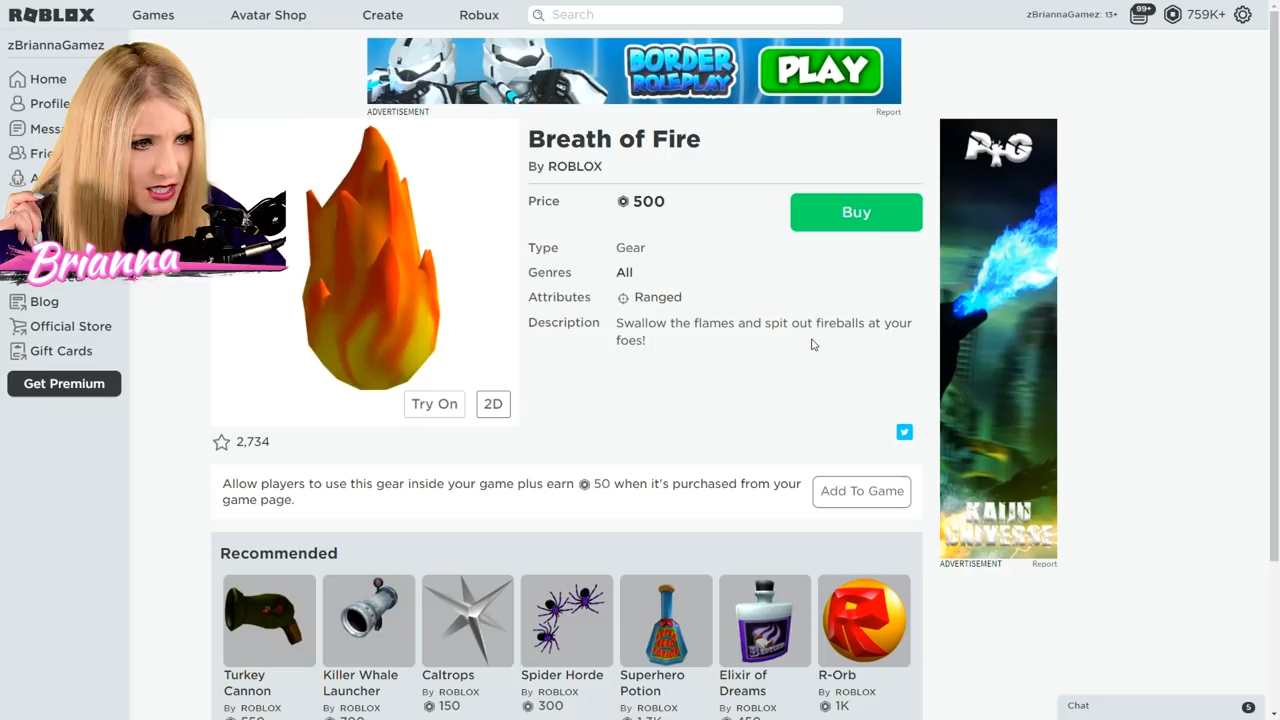 ROBLOX
Games
Avatar Shop
Create
Robux
Search
zBriannaGamez: 13+
99+
759K+
zBriannaGamez
Home
Profile
Mess
Frie
A
Brianna
Blog
Official Store
Gift Cards
Get Premium
BORDER
ROLEPLAY
PLAY
ADVERTISEMENT
Report
Breath of Fire
By ROBLOX
Price
500
Buy
Type
Gear
Genres
All
Attributes
Ranged
Description
Swallow the flames and spit out fireballs at your
foes!
Try On
2D
2,734
Allow players to use this gear inside your game plus earn 50 when it's purchased from your
game page.
Add To Game
Recommended
Turkey
Cannon
By ROBLOX
Killer Whale
Launcher
By ROBLOX
Caltrops
By ROBLOX
150
Spider Horde
By ROBLOX
300
Superhero
Potion
By ROBLOX
Elixir of
Dreams
By ROBLOX
R-Orb
By ROBLOX
1K
KAIJU
UNIVERSE
ADVERTISEMENT
Report
Chat
5